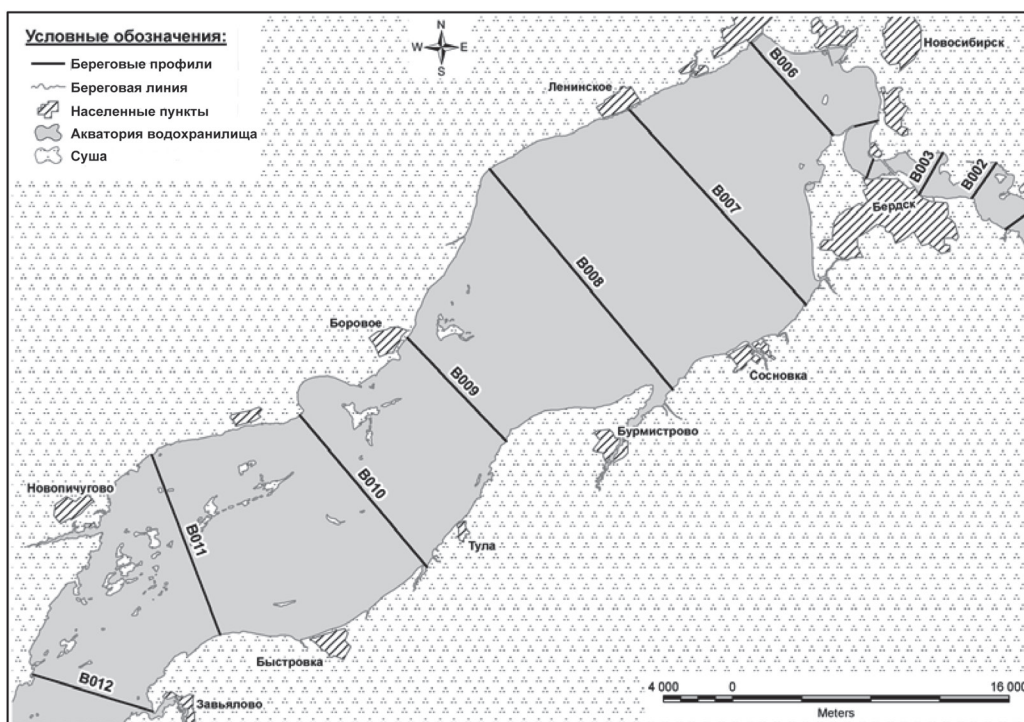 Условные обозначения:
Береговые профили
Береговая линия
Населенные пункты
Акватория водохранилища
Суша
N
W E
S
Новосибирск
B006
Ленинское
B003
B002
B007
Бердск
B008
Боровое
B009
Сосновка
Бурмистрово
B010
Новопичугово
B011
Тула
Быстровка
B012
Завьялово
4 000 0 16 000
Meters